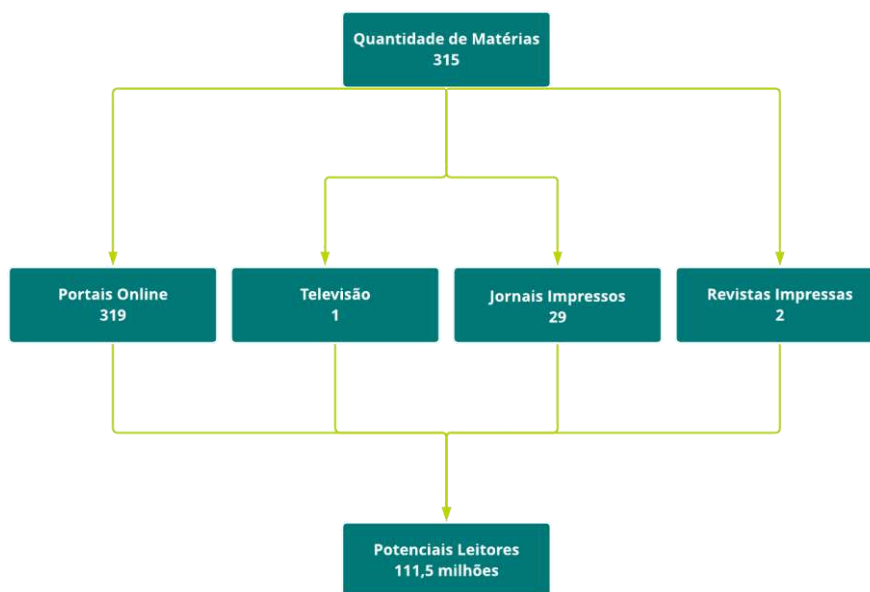 Quantidade de Matérias
315
Portais Online
319
Televisão
1
Jornais Impressos
29
Revistas Impressas
2
Potenciais Leitores
111,5 milhões